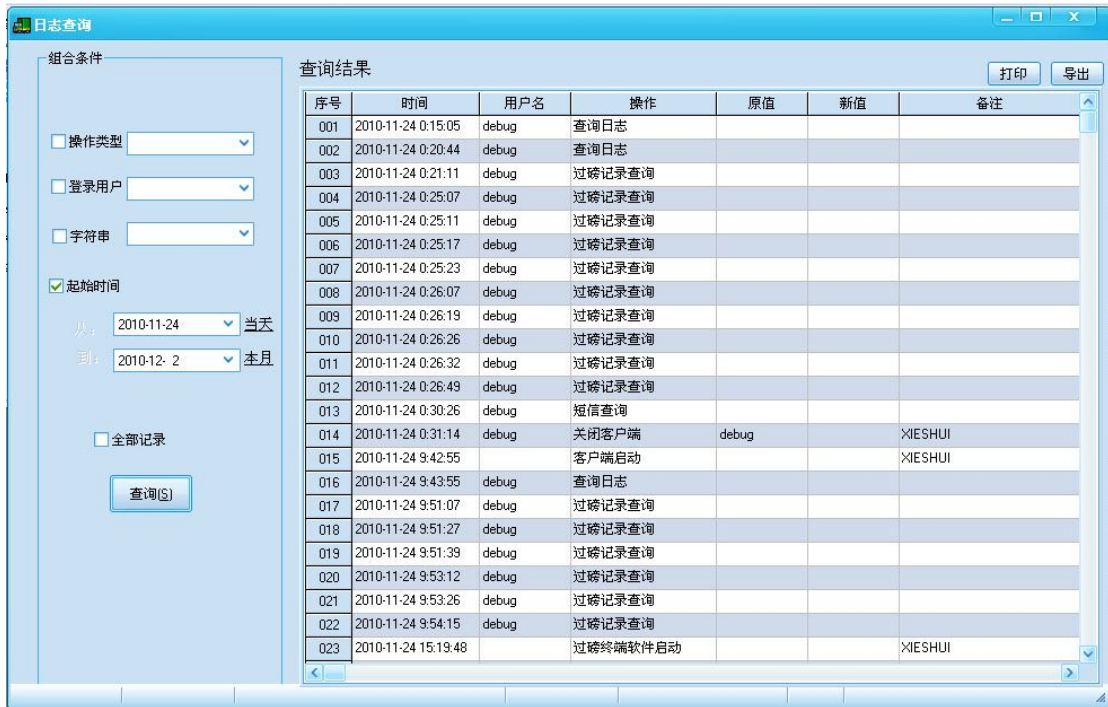 日志查询
组合条件
查询结果
打印 导出
操作类型
登录用户
字符串
起始时间
从: 2010-11-24 当天
到: 2010-12- 2 本月
全部记录
查询(S)
序号 时间 用户名 操作 原值 新值 备注
001 2010-11-24 0:15:05 debug 查询日志
002 2010-11-24 0:20:44 debug 查询日志
003 2010-11-24 0:21:11 debug 过磅记录查询
004 2010-11-24 0:25:07 debug 过磅记录查询
005 2010-11-24 0:25:11 debug 过磅记录查询
006 2010-11-24 0:25:17 debug 过磅记录查询
007 2010-11-24 0:25:23 debug 过磅记录查询
008 2010-11-24 0:26:07 debug 过磅记录查询
009 2010-11-24 0:26:19 debug 过磅记录查询
010 2010-11-24 0:26:26 debug 过磅记录查询
011 2010-11-24 0:26:32 debug 过磅记录查询
012 2010-11-24 0:26:49 debug 过磅记录查询
013 2010-11-24 0:30:26 debug 短信查询
014 2010-11-24 0:31:14 debug 关闭客户端 debug XIESHUI
015 2010-11-24 9:42:55 客户端启动 XIESHUI
016 2010-11-24 9:43:55 debug 查询日志
017 2010-11-24 9:51:07 debug 过磅记录查询
018 2010-11-24 9:51:27 debug 过磅记录查询
019 2010-11-24 9:51:39 debug 过磅记录查询
020 2010-11-24 9:53:12 debug 过磅记录查询
021 2010-11-24 9:53:26 debug 过磅记录查询
022 2010-11-24 9:54:15 debug 过磅记录查询
023 2010-11-24 15:19:48 过磅终端软件启动 XIESHUI